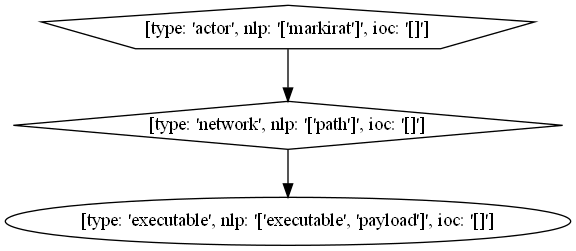 [type: 'actor', nlp: '['markirat']', ioc: '[]']
[type: 'network', nlp: '['path']', ioc: '[]']
[type: 'executable', nlp: '['executable', 'payload']', ioc: '[]']